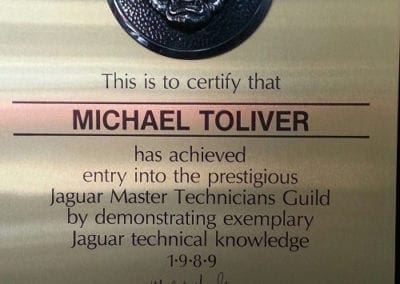 This is to certify that
MICHAEL TOLIVER
has achieved
entry into the prestigious
Jaguar Master Technicians Guild
by demonstrating exemplary
Jaguar technical knowledge
1·9·8·9